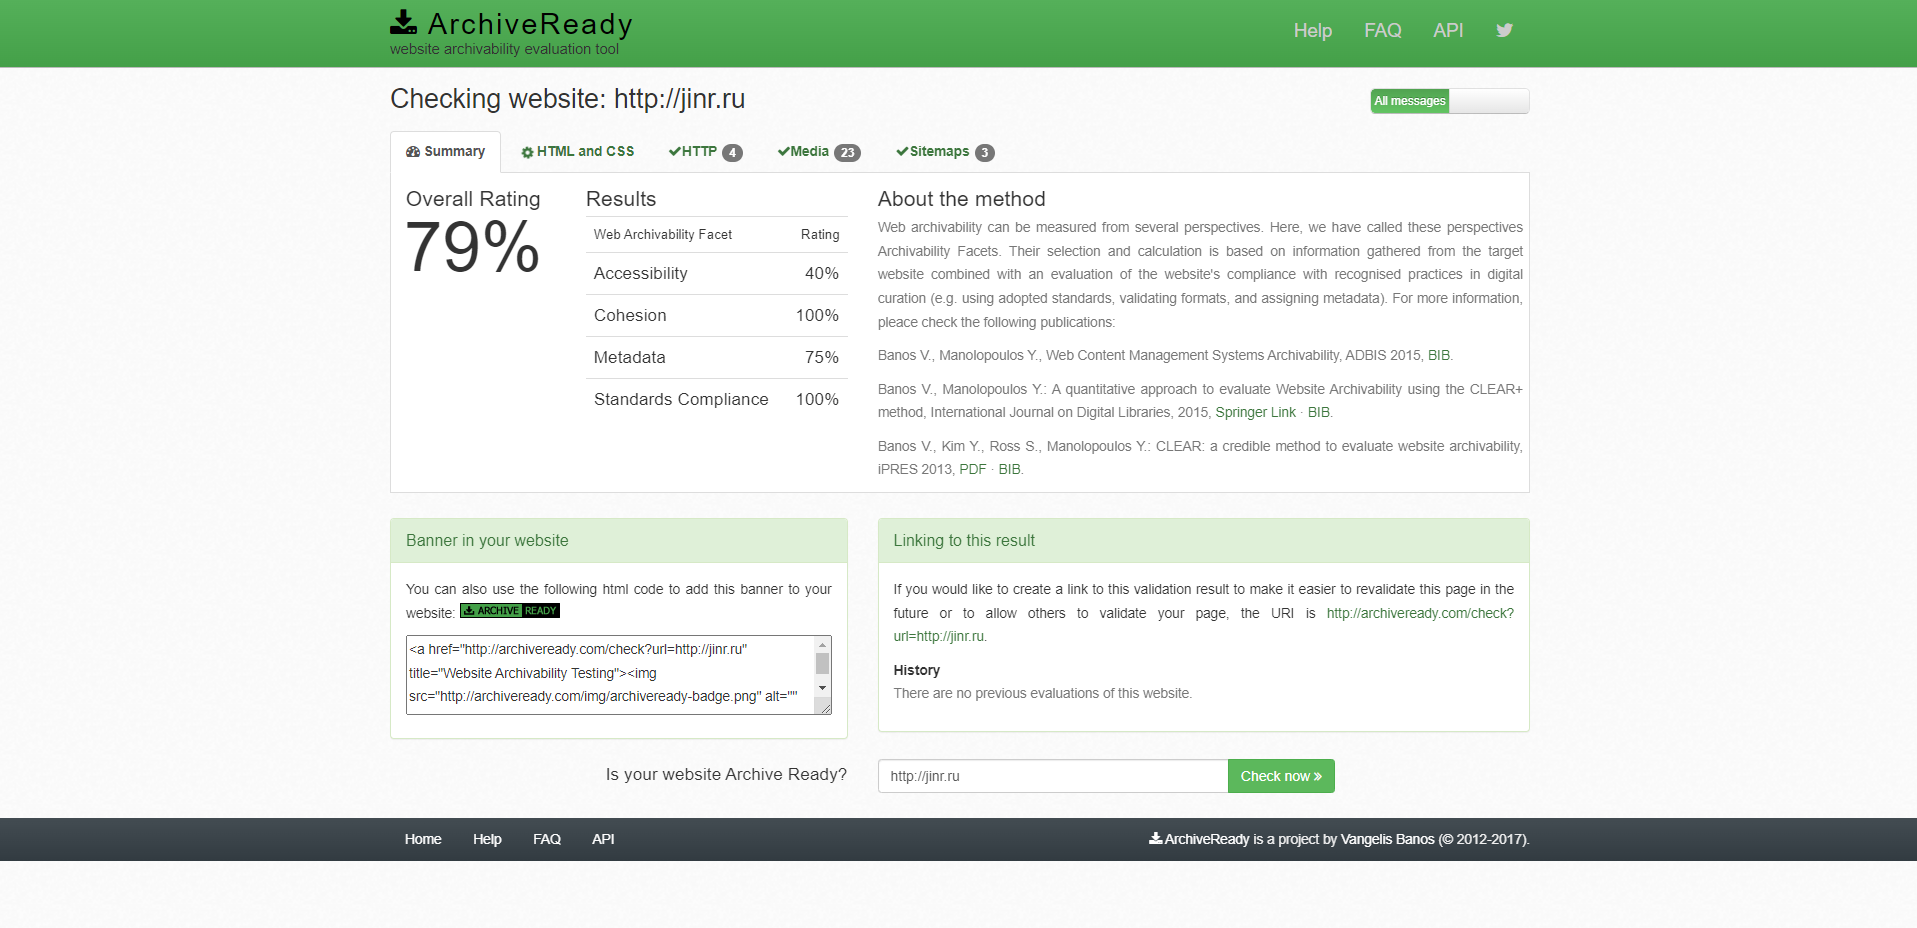 ArchiveReady
website archivability evaluation tool
Help FAQ API
Checking website: http://jinr.ru
All messages
Summary HTML and CSS HTTP 4 Media 23 Sitemaps 3
Overall Rating
79%
Results
Web Archivability Facet Rating
Accessibility 40%
Cohesion 100%
Metadata 75%
Standards Compliance 100%
About the method
Web archivability can be measured from several perspectives. Here, we have called these perspectives
Archivability Facets. Their selection and calculation is based on information gathered from the target
website combined with an evaluation of the website's compliance with recognised practices in digital
curation (e.g. using adopted standards, validating formats, and assigning metadata). For more information,
pleace check the following publications:
Banos V., Manolopoulos Y., Web Content Management Systems Archivability, ADBIS 2015, BIB.
Banos V., Manolopoulos Y.: A quantitative approach to evaluate Website Archivability using the CLEAR+
method, International Journal on Digital Libraries, 2015, Springer Link · BIB.
Banos V., Kim Y., Ross S., Manolopoulos Y.: CLEAR: a credible method to evaluate website archivability,
iPRES 2013, PDF · BIB.
Banner in your website
You can also use the following html code to add this banner to your
website: ARCHIVE READY
<a href="http://archiveready.com/check?url=http://jinr.ru"
title="Website Archivability Testing"><img
src="http://archiveready.com/img/archiveready-badge.png" alt=""
Linking to this result
If you would like to create a link to this validation result to make it easier to revalidate this page in the
future or to allow others to validate your page, the URI is http://archiveready.com/check?
url=http://jinr.ru.
History
There are no previous evaluations of this website.
Is your website Archive Ready? http://jinr.ru Check now »
Home Help FAQ API ArchiveReady is a project by Vangelis Banos (© 2012-2017).